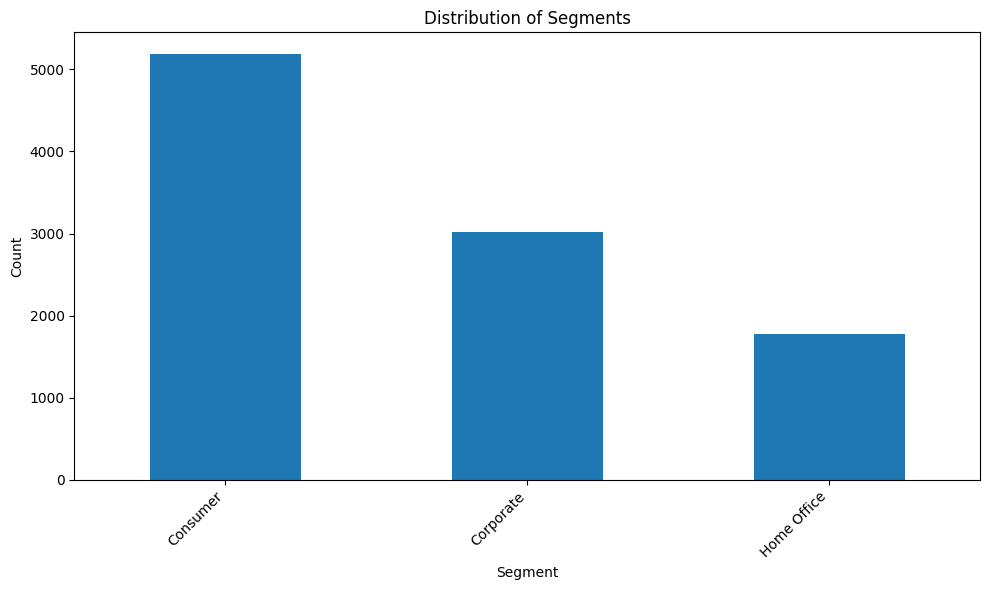 Distribution of Segments
Count
5000
4000
3000
2000
1000
0
Consumer
Corporate
Home Office
Segment